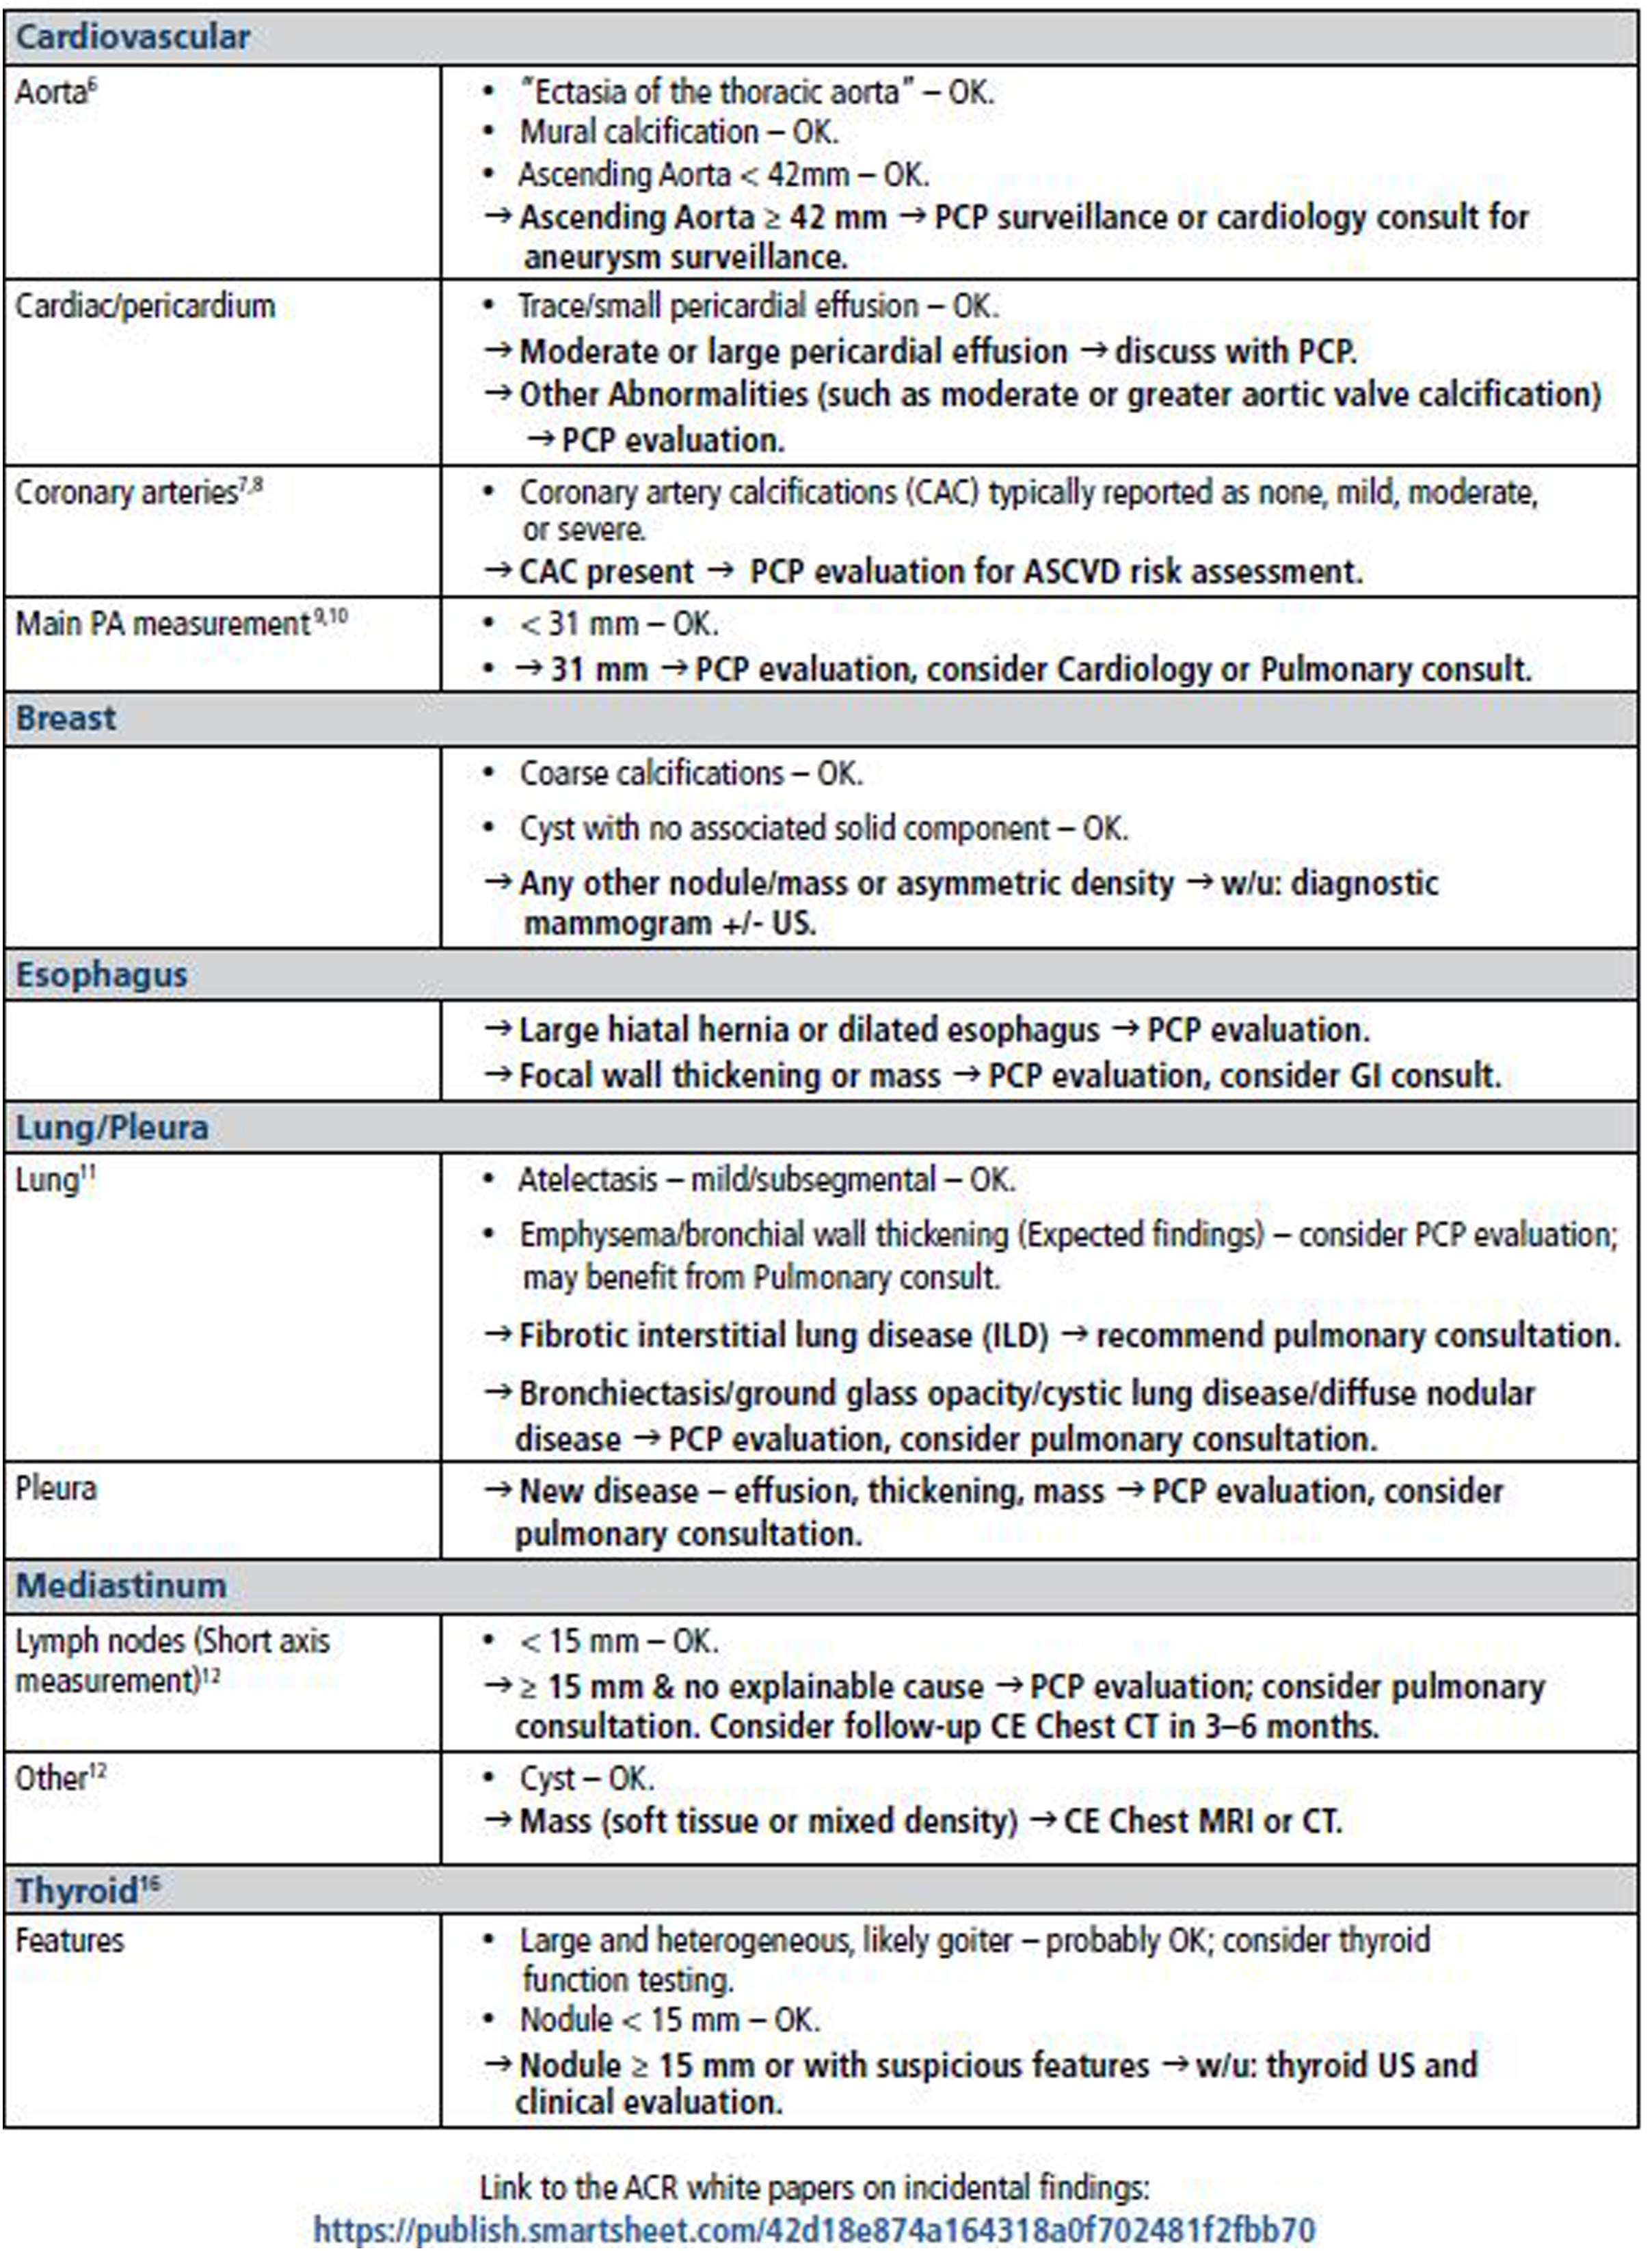 Cardiovascular
Aorta⁶
• “Ectasia of the thoracic aorta” – OK.
• Mural calcification – OK.
• Ascending Aorta < 42mm – OK.
→ Ascending Aorta ≥ 42 mm → PCP surveillance or cardiology consult for
aneurysm surveillance.
Cardiac/pericardium
• Trace/small pericardial effusion – OK.
→ Moderate or large pericardial effusion → discuss with PCP.
→ Other Abnormalities (such as moderate or greater aortic valve calcification)
→ PCP evaluation.
Coronary arteries⁷,⁸
• Coronary artery calcifications (CAC) typically reported as none, mild, moderate,
or severe.
→ CAC present → PCP evaluation for ASCVD risk assessment.
Main PA measurement⁹,¹⁰
• < 31 mm – OK.
• → 31 mm → PCP evaluation, consider Cardiology or Pulmonary consult.
Breast
• Coarse calcifications – OK.
• Cyst with no associated solid component – OK.
→ Any other nodule/mass or asymmetric density → w/u: diagnostic
mammogram +/- US.
Esophagus
→ Large hiatal hernia or dilated esophagus → PCP evaluation.
→ Focal wall thickening or mass → PCP evaluation, consider GI consult.
Lung/Pleura
Lung¹¹
• Atelectasis – mild/subsegmental – OK.
• Emphysema/bronchial wall thickening (Expected findings) – consider PCP evaluation;
may benefit from Pulmonary consult.
→ Fibrotic interstitial lung disease (ILD) → recommend pulmonary consultation.
→ Bronchiectasis/ground glass opacity/cystic lung disease/diffuse nodular
disease → PCP evaluation, consider pulmonary consultation.
Pleura
→ New disease – effusion, thickening, mass → PCP evaluation, consider
pulmonary consultation.
Mediastinum
Lymph nodes (Short axis
measurement)¹²
• < 15 mm – OK.
→ ≥ 15 mm & no explainable cause → PCP evaluation; consider pulmonary
consultation. Consider follow-up CE Chest CT in 3–6 months.
Other¹²
• Cyst – OK.
→ Mass (soft tissue or mixed density) → CE Chest MRI or CT.
Thyroid¹⁶
Features
• Large and heterogeneous, likely goiter – probably OK; consider thyroid
function testing.
• Nodule < 15 mm – OK.
→ Nodule ≥ 15 mm or with suspicious features → w/u: thyroid US and
clinical evaluation.
Link to the ACR white papers on incidental findings:
https://publish.smartsheet.com/42d18e874a164318a0f702481f2fbb70